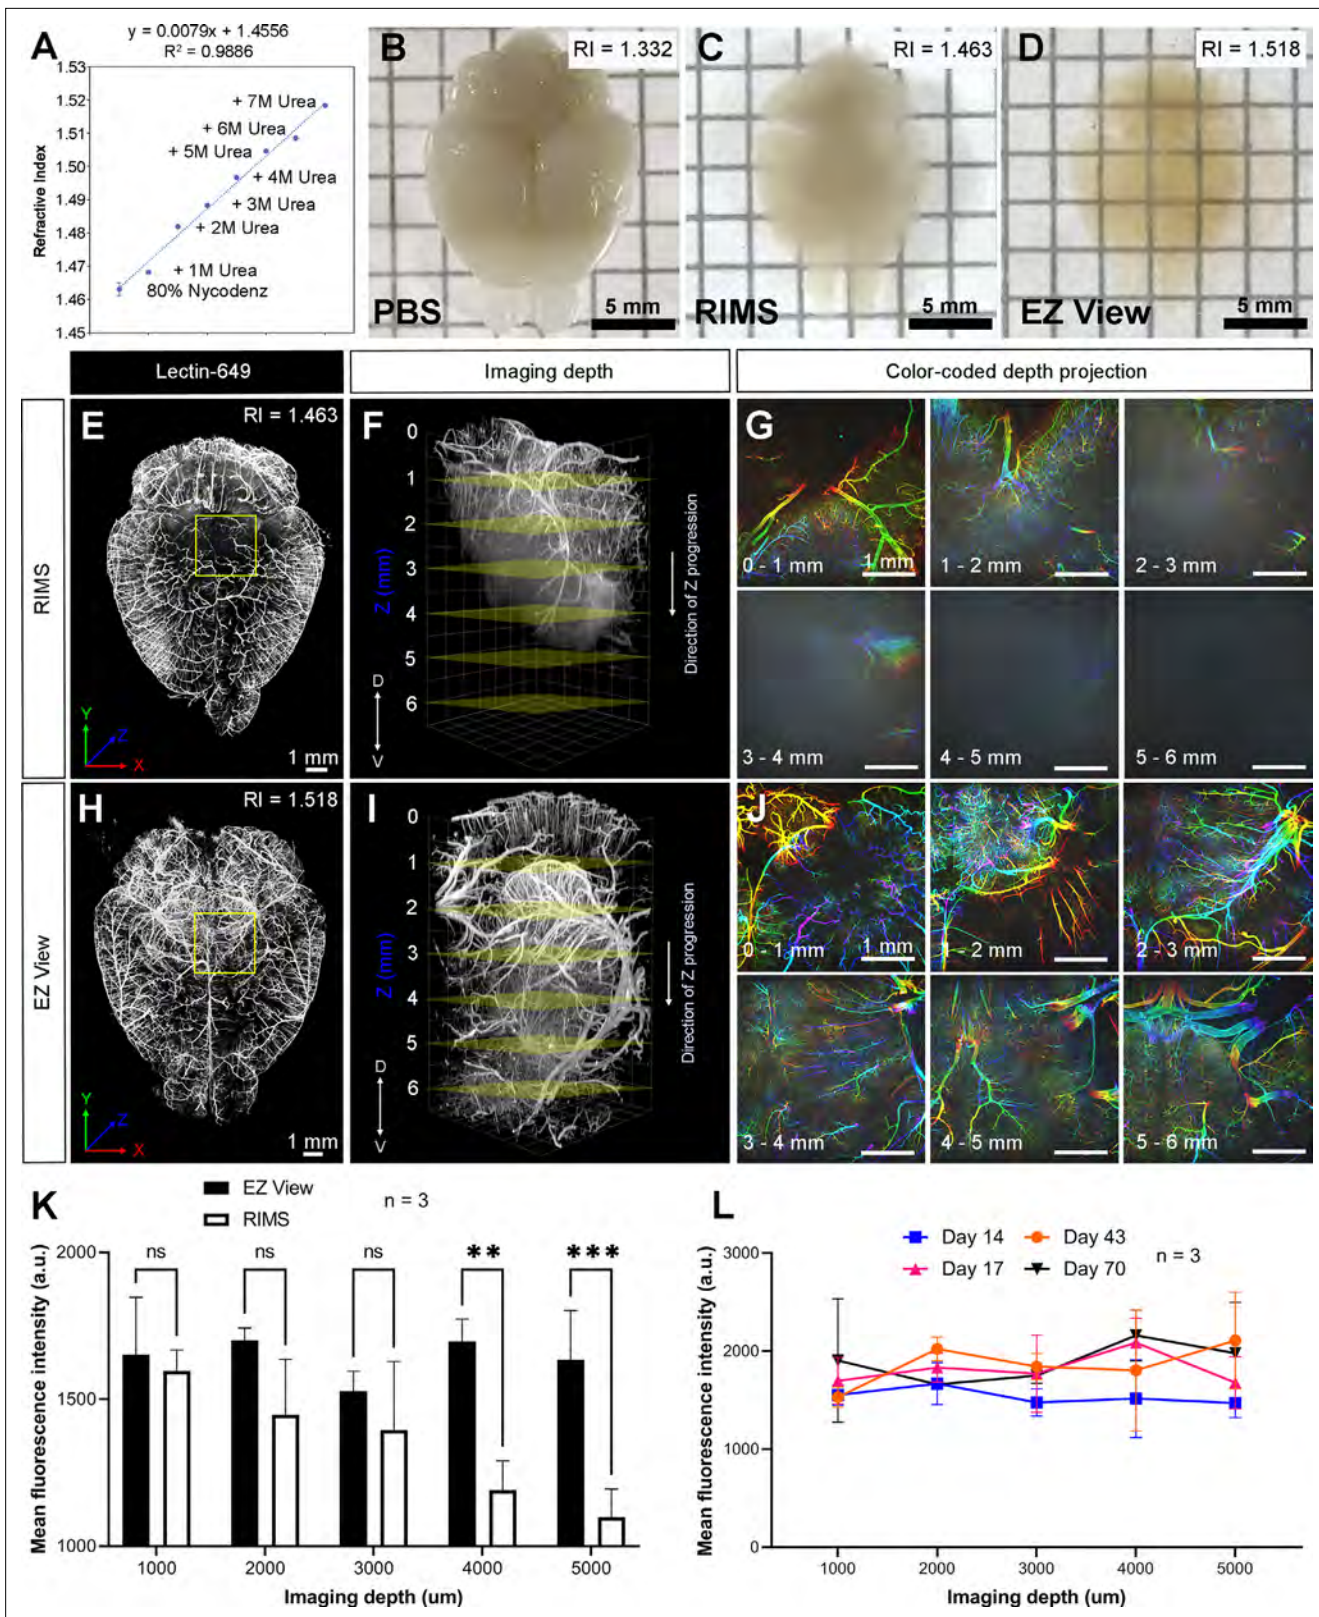 A
y = 0.0079x + 1.4556
R² = 0.9886
Refractive Index
1.53
1.52
1.51
1.50
1.49
1.48
1.47
1.46
1.45
+ 7M Urea
+ 6M Urea
+ 5M Urea
+ 4M Urea
+ 3M Urea
+ 2M Urea
+ 1M Urea
80% Nycodenz
B
RI = 1.332
PBS
5 mm
C
RI = 1.463
RIMS
5 mm
D
RI = 1.518
EZ View
5 mm
Lectin-649
Imaging depth
Color-coded depth projection
RIMS
E
RI = 1.463
Y
Z
X
1 mm
F
0
1
2
3
4
5
6
Z (mm)
D
V
Direction of Z progression
G
0 - 1 mm
1 mm
1 - 2 mm
2 - 3 mm
3 - 4 mm
4 - 5 mm
5 - 6 mm
EZ View
H
RI = 1.518
Y
Z
X
1 mm
I
0
1
2
3
4
5
6
Z (mm)
D
V
Direction of Z progression
J
0 - 1 mm
1 mm
1 - 2 mm
2 - 3 mm
3 - 4 mm
4 - 5 mm
5 - 6 mm
K
EZ View
RIMS
n = 3
Mean fluorescence intensity (a.u.)
2000
1500
1000
ns
ns
ns
**
***
1000
2000
3000
4000
5000
Imaging depth (um)
L
Day 14
Day 43
Day 17
Day 70
n = 3
Mean fluorescence intensity (a.u.)
3000
2000
1000
0
1000
2000
3000
4000
5000
Imaging depth (um)